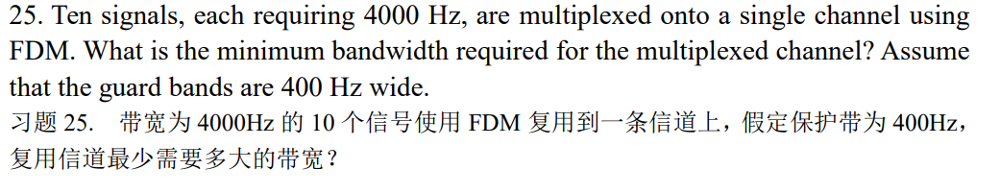 25. Ten signals, each requiring 4000 Hz, are multiplexed onto a single channel using
FDM. What is the minimum bandwidth required for the multiplexed channel? Assume
that the guard bands are 400 Hz wide.
习题 25. 带宽为 4000Hz 的 10 个信号使用 FDM 复用到一条信道上，假定保护带为 400Hz，
复用信道最少需要多大的带宽？